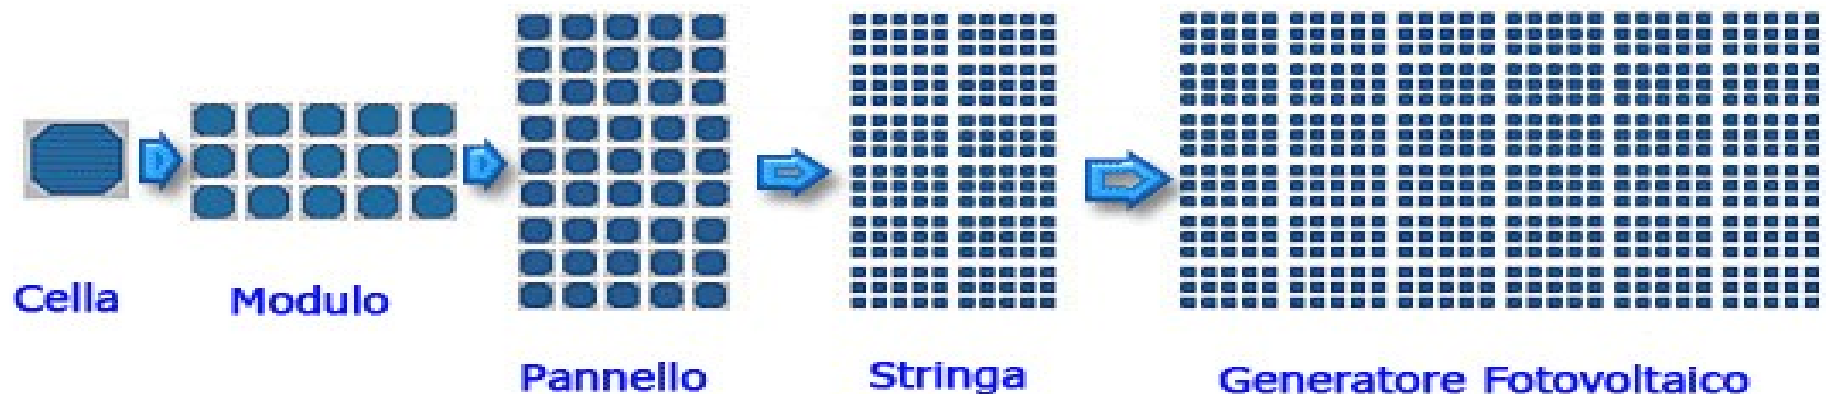 Cella
Modulo
Pannello
Stringa
Generatore Fotovoltaico